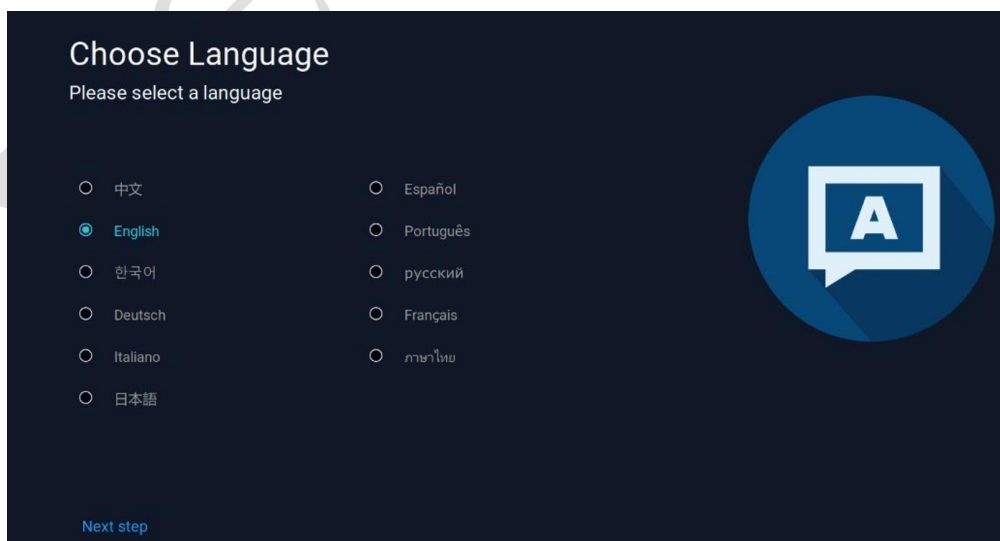 Choose Language
Please select a language
中文
English
한국어
Deutsch
Italiano
日本語
Español
Português
русский
Français
ภาษาไทย
A
Next step